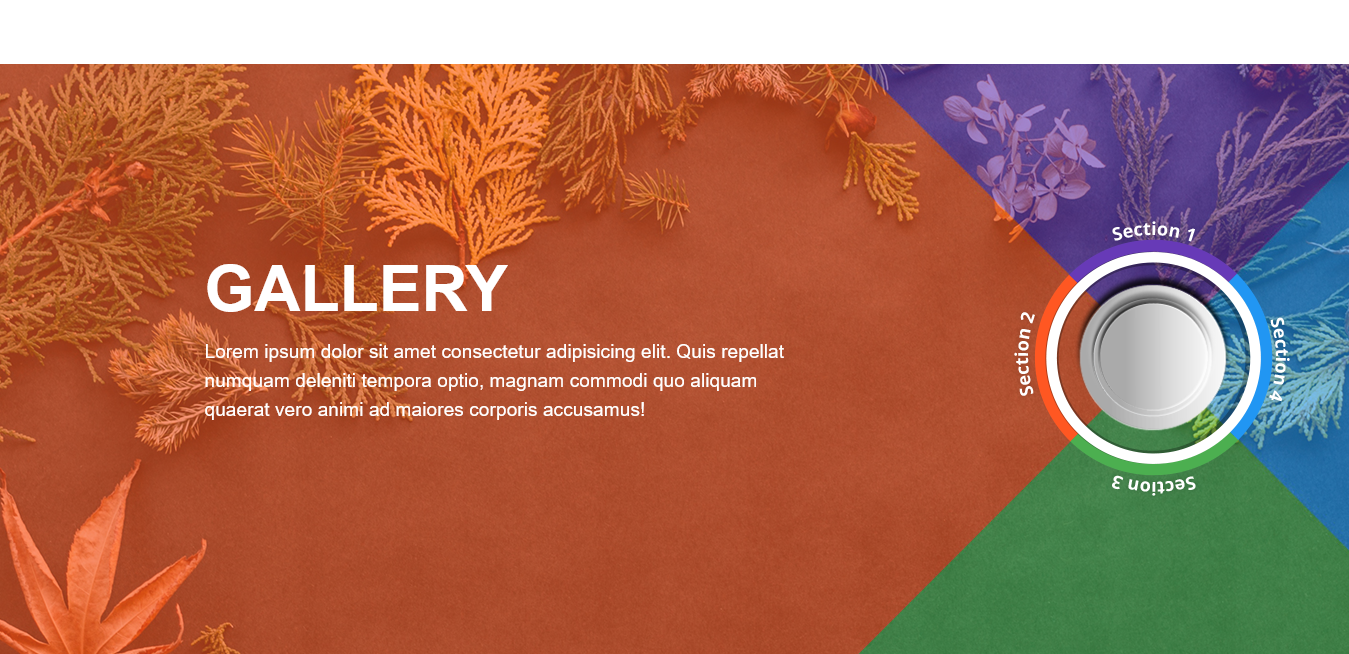 Section 1
GALLERY
Section 2
Section 4
Lorem ipsum dolor sit amet consectetur adipisicing elit. Quis repellat
numquam deleniti tempora optio, magnam commodi quo aliquam
quaerat vero animi ad maiores corporis accusamus!
Section 3